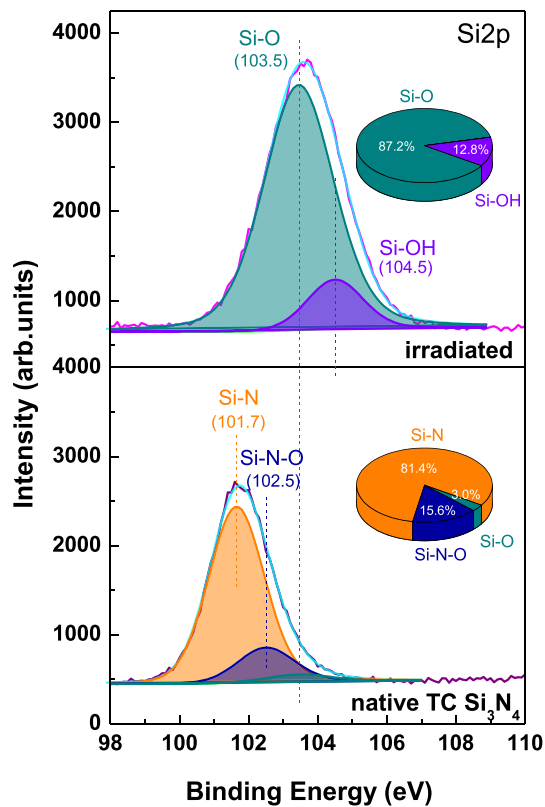 Si2p
4000
Si-O
(103.5)
Si-O
87.2%
12.8%
Si-OH
3000
2000
Si-OH
(104.5)
1000
irradiated
4000
Si-N
(101.7)
Si-N
81.4%
3.0%
15.6%
Si-N-O
Si-O
3000
Si-N-O
(102.5)
2000
1000
native TC Si₃N₄
0
98 100 102 104 106 108 110
Intensity (arb.units)
Binding Energy (eV)